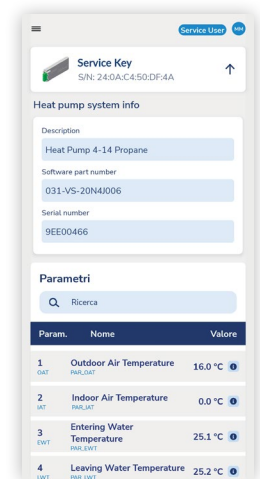 Service User
MM
Service Key
S/N: 24:0A:C4:50:DF:4A
Heat pump system info
Description
Heat Pump 4-14 Propane
Software part number
031-VS-20N4J006
Serial number
9EE00466
Parametri
Ricerca
Param. Nome Valore
1 Outdoor Air Temperature 16.0 °C
OAT PAR_OAT
2 Indoor Air Temperature 0.0 °C
IAT PAR_IAT
3 Entering Water
Temperature 25.1 °C
EWT PAR_EWT
4 Leaving Water Temperature 25.2 °C
LWT PAR_LWT